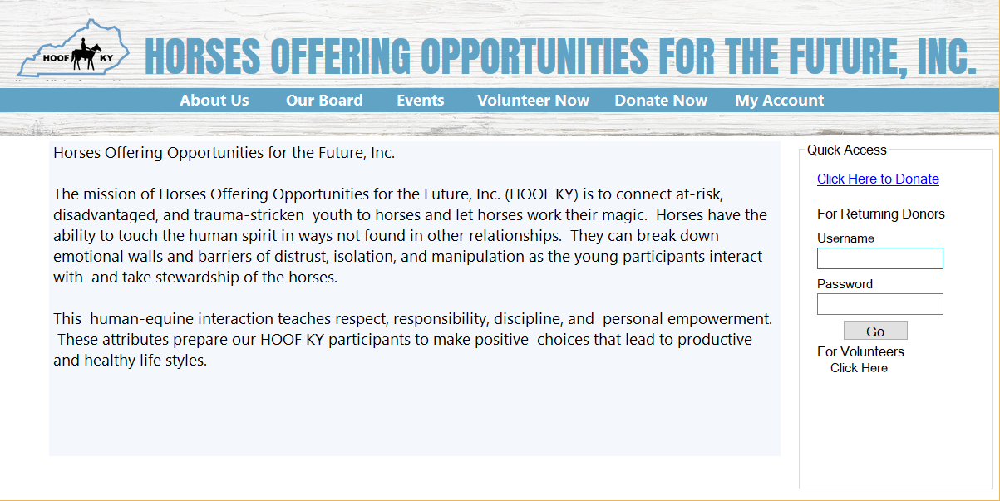 HOOF KY
HORSES OFFERING OPPORTUNITIES FOR THE FUTURE, INC.
About Us Our Board Events Volunteer Now Donate Now My Account
Horses Offering Opportunities for the Future, Inc.
The mission of Horses Offering Opportunities for the Future, Inc. (HOOF KY) is to connect at-risk,
disadvantaged, and trauma-stricken  youth to horses and let horses work their magic.  Horses have the
ability to touch the human spirit in ways not found in other relationships.  They can break down
emotional walls and barriers of distrust, isolation, and manipulation as the young participants interact
with  and take stewardship of the horses.
This  human-equine interaction teaches respect, responsibility, discipline, and  personal empowerment.
These attributes prepare our HOOF KY participants to make positive  choices that lead to productive
and healthy life styles.
Quick Access
Click Here to Donate
For Returning Donors
Username
Password
Go
For Volunteers
Click Here